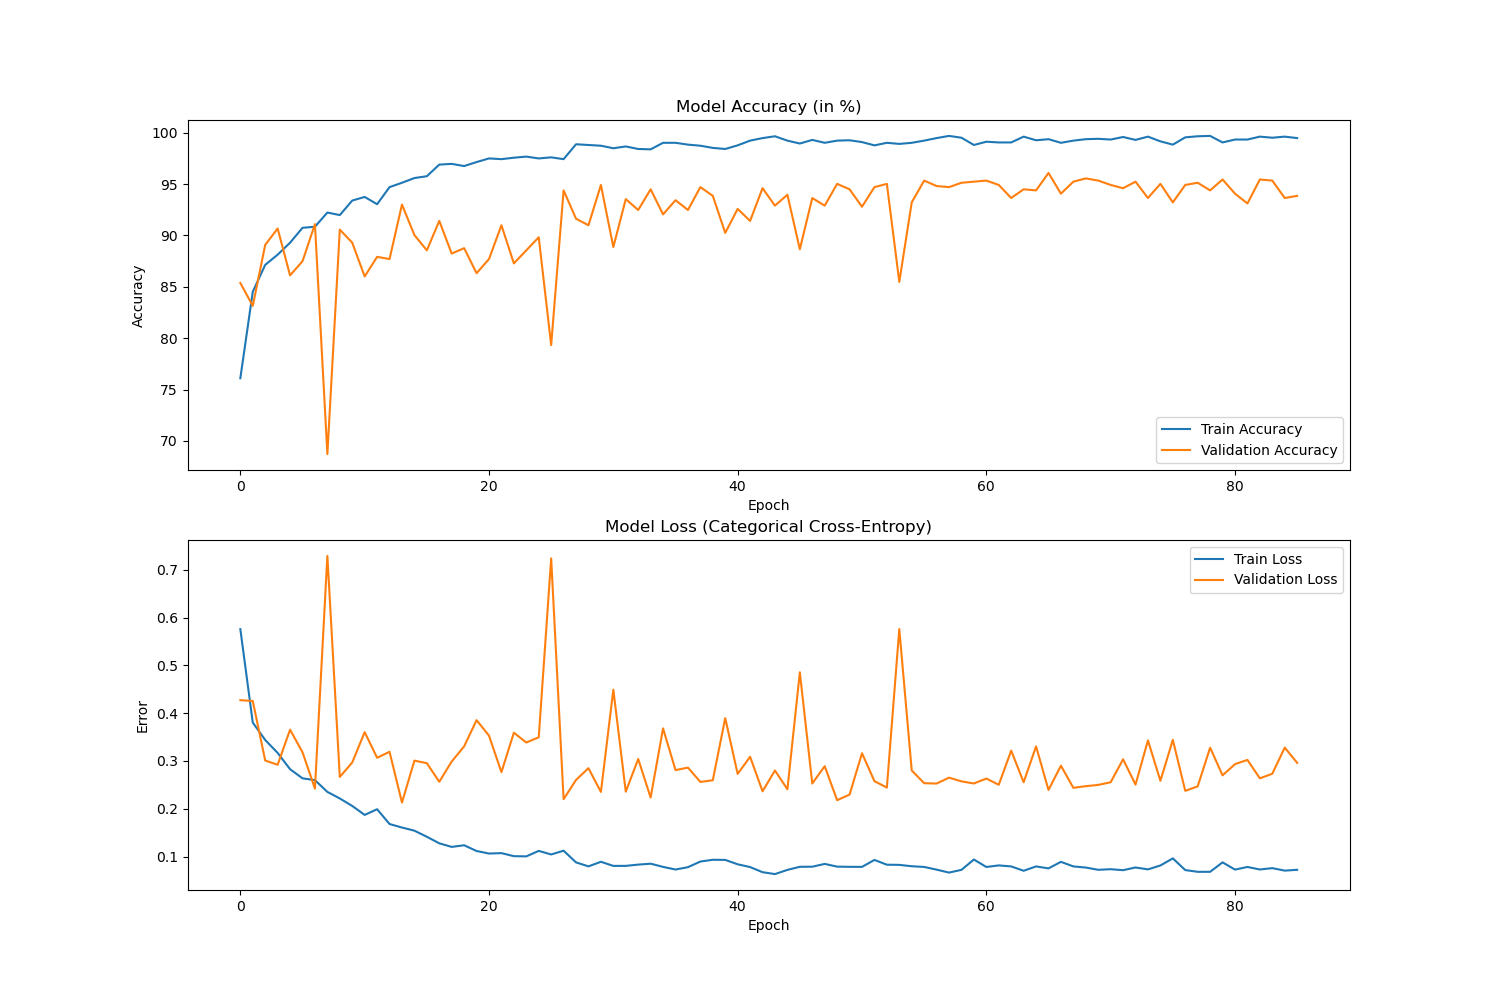 Model Accuracy (in %)
100
95
90
85
80
75
70
Accuracy
Train Accuracy
Validation Accuracy
0 20 40 60 80
Epoch
Model Loss (Categorical Cross-Entropy)
0.7
0.6
0.5
0.4
0.3
0.2
0.1
Error
Train Loss
Validation Loss
0 20 40 60 80
Epoch